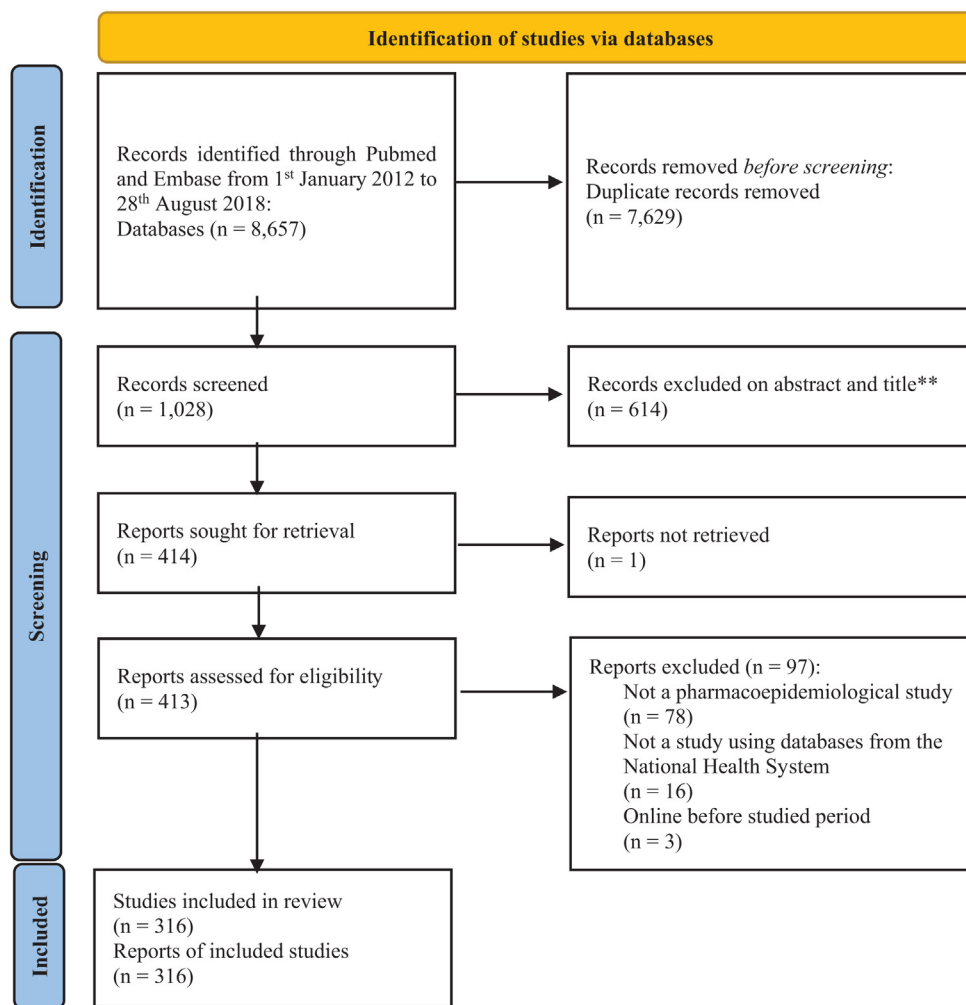 Identification of studies via databases
Identification
Records identified through Pubmed
and Embase from 1st January 2012 to
28th August 2018:
Databases (n = 8,657)
Records removed before screening:
Duplicate records removed
(n = 7,629)
Screening
Records screened
(n = 1,028)
Records excluded on abstract and title**
(n = 614)
Reports sought for retrieval
(n = 414)
Reports not retrieved
(n = 1)
Reports assessed for eligibility
(n = 413)
Reports excluded (n = 97):
Not a pharmacoepidemiological study
(n = 78)
Not a study using databases from the
National Health System
(n = 16)
Online before studied period
(n = 3)
Included
Studies included in review
(n = 316)
Reports of included studies
(n = 316)